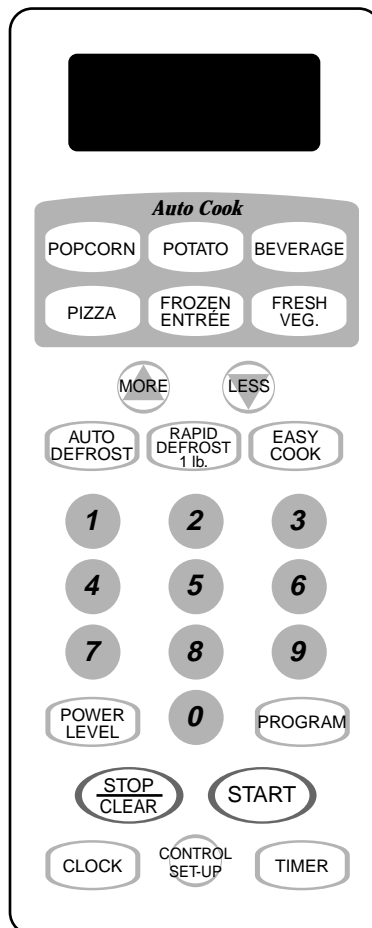 Auto Cook
POPCORN
POTATO
BEVERAGE
PIZZA
FROZEN
ENTRÉE
FRESH
VEG.
MORE
LESS
AUTO
DEFROST
RAPID
DEFROST
1 lb.
EASY
COOK
1
2
3
4
5
6
7
8
9
POWER
LEVEL
0
PROGRAM
STOP
CLEAR
START
CLOCK
CONTROL
SET-UP
TIMER